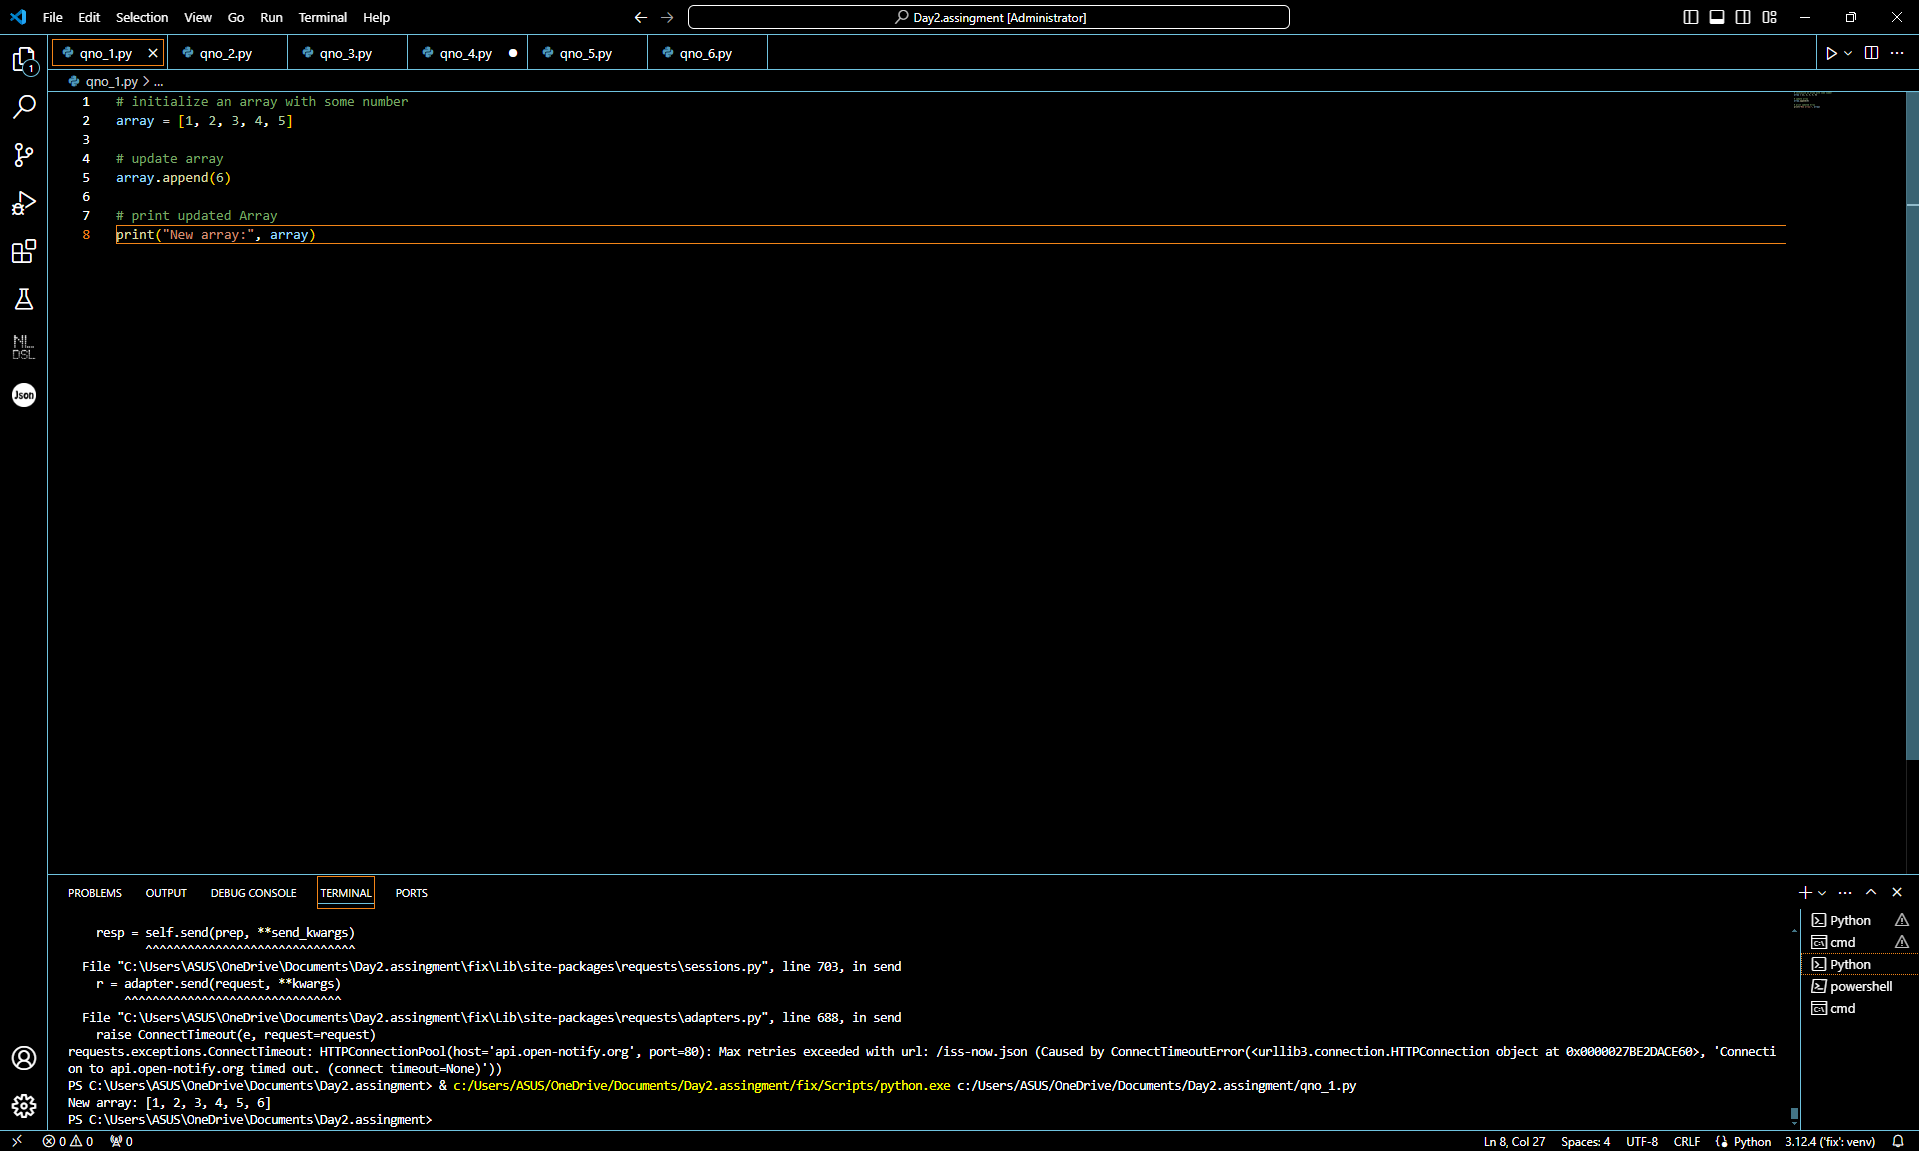 File Edit Selection View Go Run Terminal Help
Day2.assingment [Administrator]
qno_1.py qno_2.py qno_3.py qno_4.py qno_5.py qno_6.py
1
qno_1.py > ...
1 # initialize an array with some number
2 array = [1, 2, 3, 4, 5]
3
4 # update array
5 array.append(6)
6
7 # print updated Array
8 print("New array:", array)
NL
DSL
Json
PROBLEMS OUTPUT DEBUG CONSOLE TERMINAL PORTS
resp = self.send(prep, **send_kwargs)
^^^^^^^^^^^^^^^^^^^^^^^^^^^^^^
File "C:\Users\ASUS\OneDrive\Documents\Day2.assingment\fix\Lib\site-packages\requests\sessions.py", line 703, in send
r = adapter.send(request, **kwargs)
^^^^^^^^^^^^^^^^^^^^^^^^^^^^^^^
File "C:\Users\ASUS\OneDrive\Documents\Day2.assingment\fix\Lib\site-packages\requests\adapters.py", line 688, in send
raise ConnectTimeout(e, request=request)
requests.exceptions.ConnectTimeout: HTTPConnectionPool(host='api.open-notify.org', port=80): Max retries exceeded with url: /iss-now.json (Caused by ConnectTimeoutError(<urllib3.connection.HTTPConnection object at 0x0000027BE2DACE60>, 'Connecti
on to api.open-notify.org timed out. (connect timeout=None)'))
PS C:\Users\ASUS\OneDrive\Documents\Day2.assingment> & c:/Users/ASUS/OneDrive/Documents/Day2.assingment/fix/Scripts/python.exe c:/Users/ASUS/OneDrive/Documents/Day2.assingment/qno_1.py
New array: [1, 2, 3, 4, 5, 6]
PS C:\Users\ASUS\OneDrive\Documents\Day2.assingment>
Python
cmd
Python
powershell
cmd
0 0 0 Ln 8, Col 27 Spaces: 4 UTF-8 CRLF Python 3.12.4 ('fix': venv)